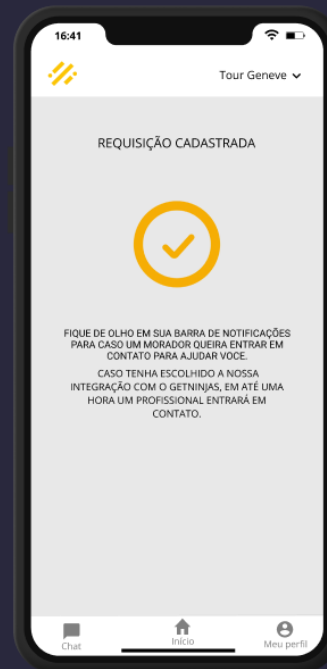 16:41
Tour Geneve
REQUISIÇÃO CADASTRADA
FIQUE DE OLHO EM SUA BARRA DE NOTIFICAÇÕES
PARA CASO UM MORADOR QUEIRA ENTRAR EM
CONTATO PARA AJUDAR VOCE.
CASO TENHA ESCOLHIDO A NOSSA
INTEGRAÇÃO COM O GETNINJAS, EM ATÉ UMA
HORA UM PROFISSIONAL ENTRARÁ EM
CONTATO.
Chat
Início
Meu perfil